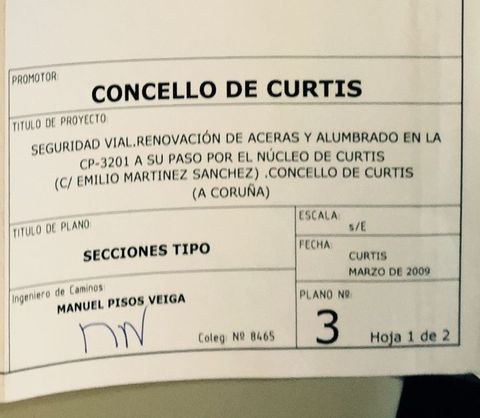 PROMOTOR:
CONCELLO DE CURTIS
TITULO DE PROYECTO:
SEGURIDAD VIAL.RENOVACIÓN DE ACERAS Y ALUMBRADO EN LA
CP-3201 A SU PASO POR EL NÚCLEO DE CURTIS
(C/ EMILIO MARTINEZ SANCHEZ) .CONCELLO DE CURTIS
(A CORUÑA)
TITULO DE PLANO:
SECCIONES TIPO
ESCALA:
s/E
FECHA:
CURTIS
MARZO DE 2009
Ingeniero de Caminos:
MANUEL PISOS VEIGA
Coleg: Nº 8465
PLANO Nº:
3
Hoja 1 de 2